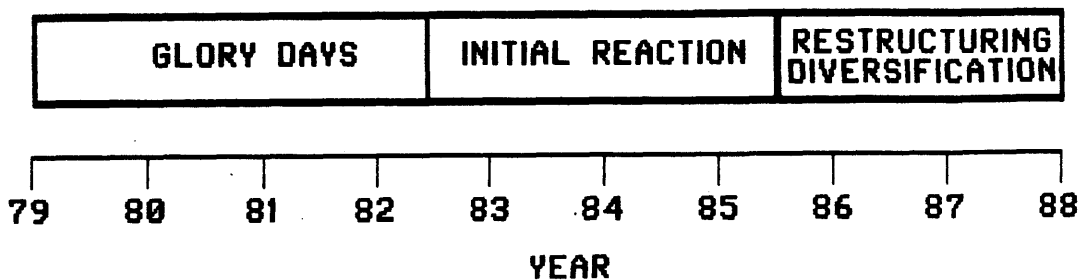 GLORY DAYS
INITIAL REACTION
RESTRUCTURING
DIVERSIFICATION
79 80 81 82 83 84 85 86 87 88
YEAR